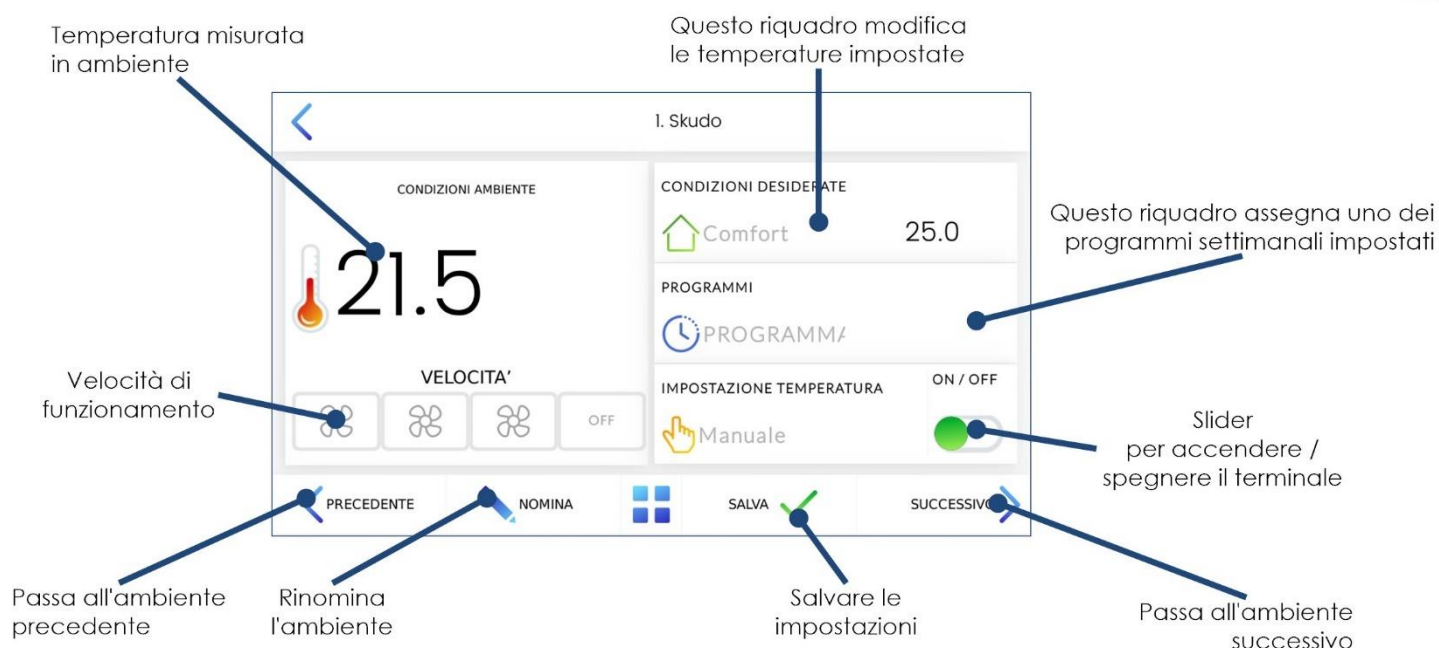 Temperatura misurata
in ambiente
Questo riquadro modifica
le temperature impostate
1. Skudo
CONDIZIONI AMBIENTE
21.5
VELOCITA'
OFF
CONDIZIONI DESIDERATE
Comfort 25.0
PROGRAMMI
PROGRAMMA
IMPOSTAZIONE TEMPERATURA
ON / OFF
Manuale
Questo riquadro assegna uno dei
programmi settimanali impostati
Velocità di
funzionamento
Slider
per accendere /
spegnere il terminale
PRECEDENTE
NOMINA
SALVA
SUCCESSIVO
Passa all'ambiente
precedente
Rinomina
l'ambiente
Salvare le
impostazioni
Passa all'ambiente
successivo